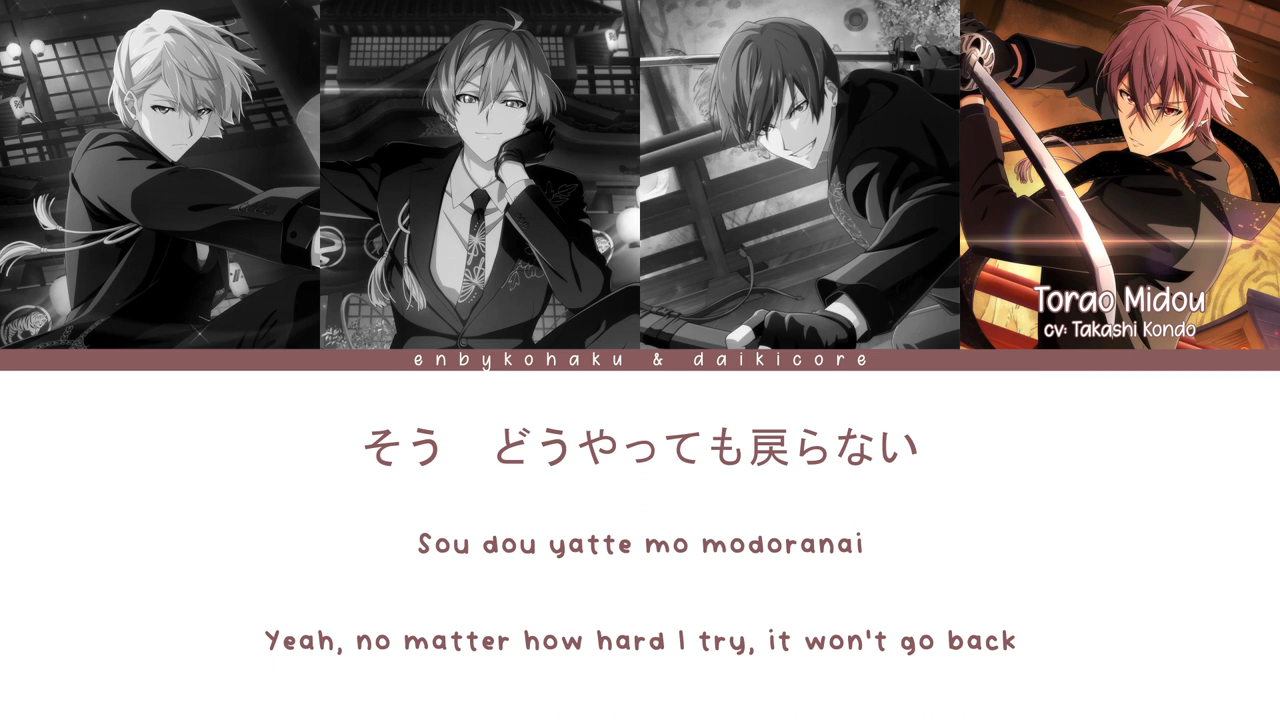 Torao Midou
cv: Takashi Kondo
enbykohaku & daikicore
そう　どうやっても戻らない
Sou dou yatte mo modoranai
Yeah, no matter how hard I try, it won't go back